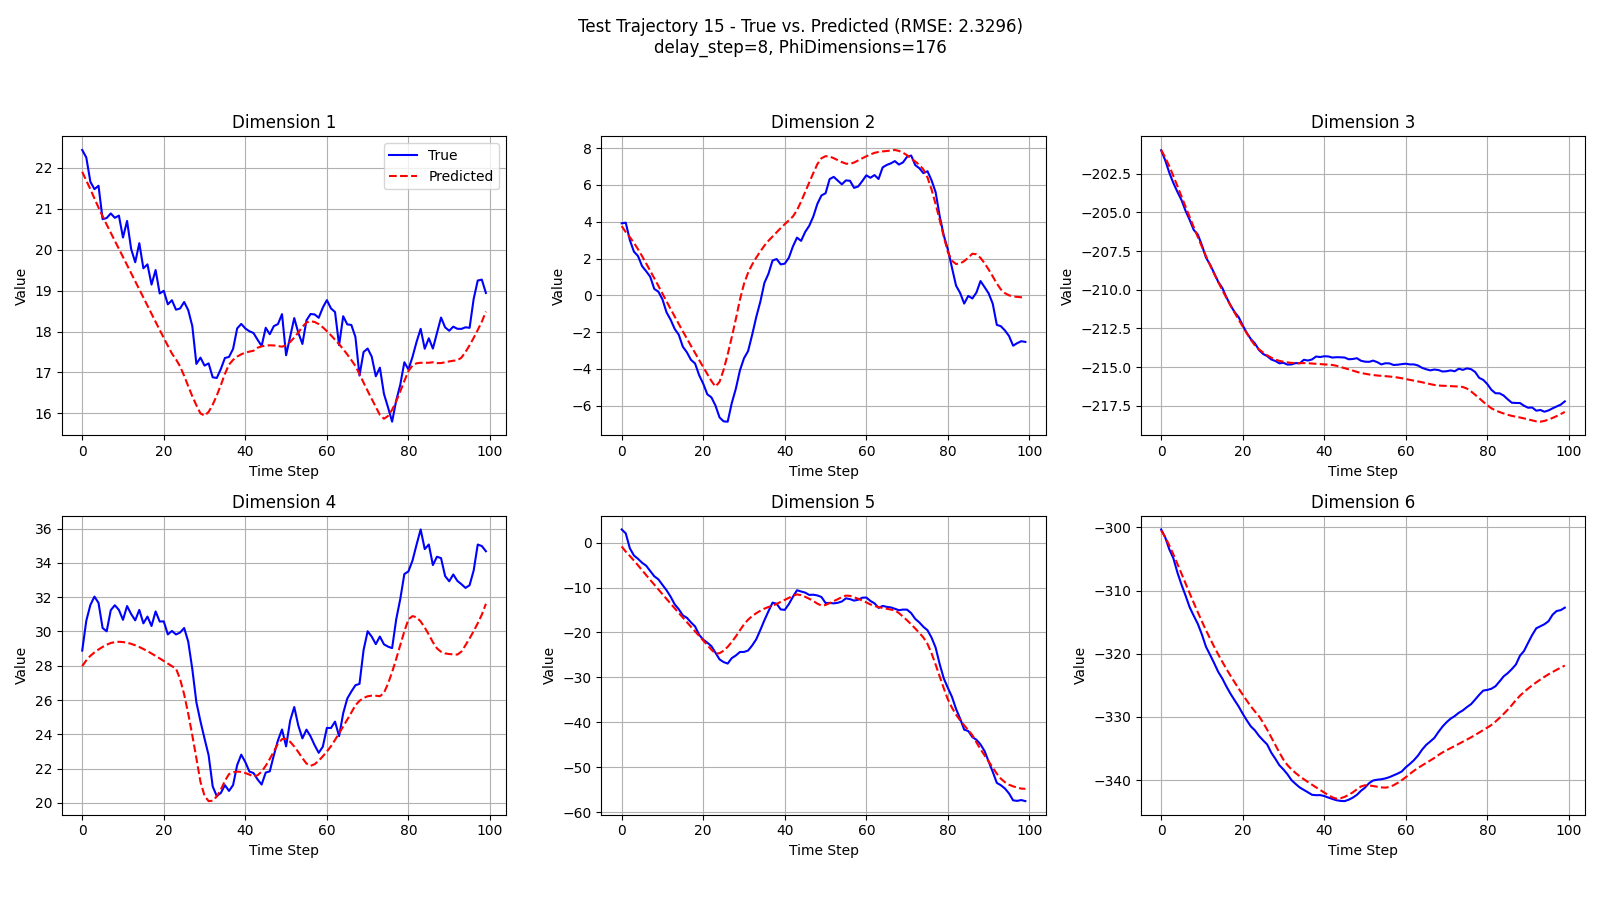 Test Trajectory 15 - True vs. Predicted (RMSE: 2.3296)
delay_step=8, PhiDimensions=176
Dimension 1
True
Predicted
22
21
20
19
18
17
16
0 20 40 60 80 100
Value
Time Step
Dimension 2
8
6
4
2
0
−2
−4
−6
0 20 40 60 80 100
Value
Time Step
Dimension 3
−202.5
−205.0
−207.5
−210.0
−212.5
−215.0
−217.5
0 20 40 60 80 100
Value
Time Step
Dimension 4
36
34
32
30
28
26
24
22
20
0 20 40 60 80 100
Value
Time Step
Dimension 5
0
−10
−20
−30
−40
−50
−60
0 20 40 60 80 100
Value
Time Step
Dimension 6
−300
−310
−320
−330
−340
0 20 40 60 80 100
Value
Time Step